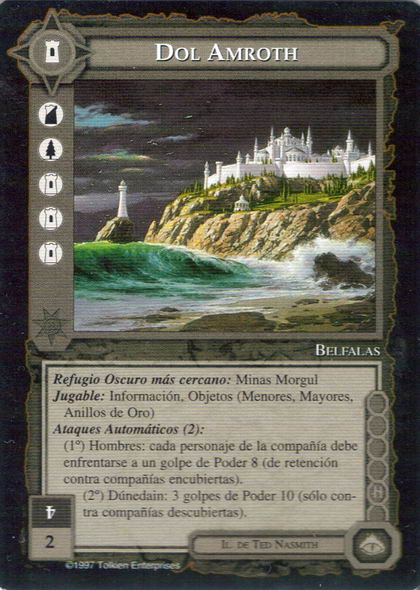 DOL AMROTH
BELFALAS
Refugio Oscuro más cercano: Minas Morgul
Jugable: Información, Objetos (Menores, Mayores,
Anillos de Oro)
Ataques Automáticos (2):
(1º) Hombres: cada personaje de la compañía debe
enfrentarse a un golpe de Poder 8 (de retención
contra compañías encubiertas).
(2º) Dúnedain: 3 golpes de Poder 10 (sólo con-
tra compañías descubiertas).
2
IL. DE TED NASMITH
©1997 Tolkien Enterprises